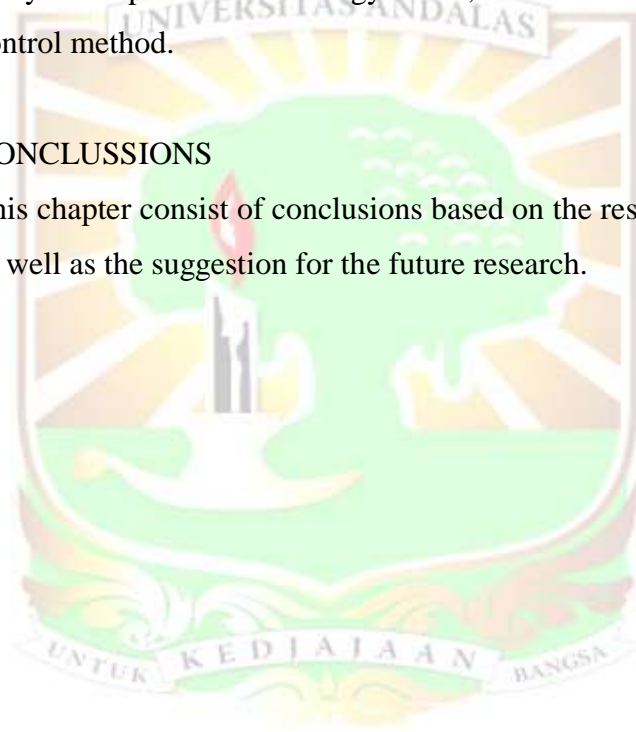 UNIVERSITAS ANDALAS
ontrol method.
ONCLUSSIONS
his chapter consist of conclusions based on the res
well as the suggestion for the future research.
UNTUK KEDJAJAAN BANGSA